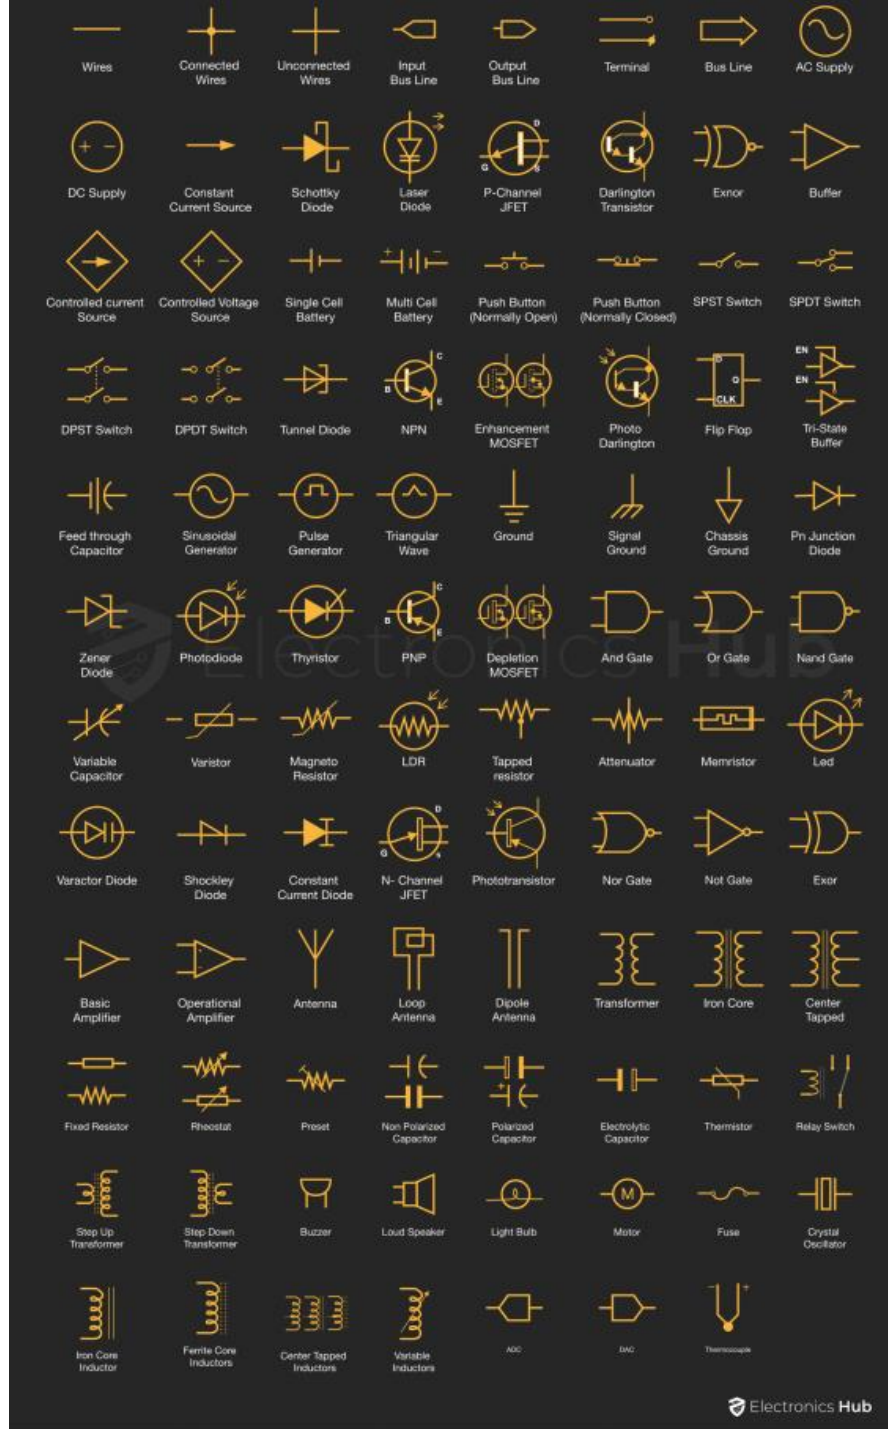 Wires
Connected
Wires
Unconnected
Wires
Input
Bus Line
Output
Bus Line
Terminal
Bus Line
AC Supply
+ -
D
G
S
DC Supply
Constant
Current Source
Schottky
Diode
Laser
Diode
P-Channel
JFET
Darlington
Transistor
Exnor
Buffer
+ -
+ -
Controlled current
Source
Controlled Voltage
Source
Single Cell
Battery
Multi Cell
Battery
Push Button
(Normally Open)
Push Button
(Normally Closed)
SPST Switch
SPDT Switch
C
B
E
D
Q
CLK
EN
EN
DPST Switch
DPDT Switch
Tunnel Diode
NPN
Enhancement
MOSFET
Photo
Darlington
Flip Flop
Tri-State
Buffer
Feed through
Capacitor
Sinusoidal
Generator
Pulse
Generator
Triangular
Wave
Ground
Signal
Ground
Chassis
Ground
Pn Junction
Diode
C
B
E
Electronics Hub
Zener
Diode
Photodiode
Thyristor
PNP
Depletion
MOSFET
And Gate
Or Gate
Nand Gate
Variable
Capacitor
Varistor
Magneto
Resistor
LDR
Tapped
resistor
Attenuator
Memristor
Led
D
G
S
Varactor Diode
Shockley
Diode
Constant
Current Diode
N- Channel
JFET
Phototransistor
Nor Gate
Not Gate
Exor
Basic
Amplifier
Operational
Amplifier
Antenna
Loop
Antenna
Dipole
Antenna
Transformer
Iron Core
Center
Tapped
+
Fixed Resistor
Rheostat
Preset
Non Polarized
Capacitor
Polarized
Capacitor
Electrolytic
Capacitor
Thermistor
Relay Switch
M
Step Up
Transformer
Step Down
Transformer
Buzzer
Loud Speaker
Light Bulb
Motor
Fuse
Crystal
Oscillator
- +
Iron Core
Inductor
Ferrite Core
Inductors
Center Tapped
Inductors
Variable
Inductors
ADC
DAC
Thermocouple
Electronics Hub